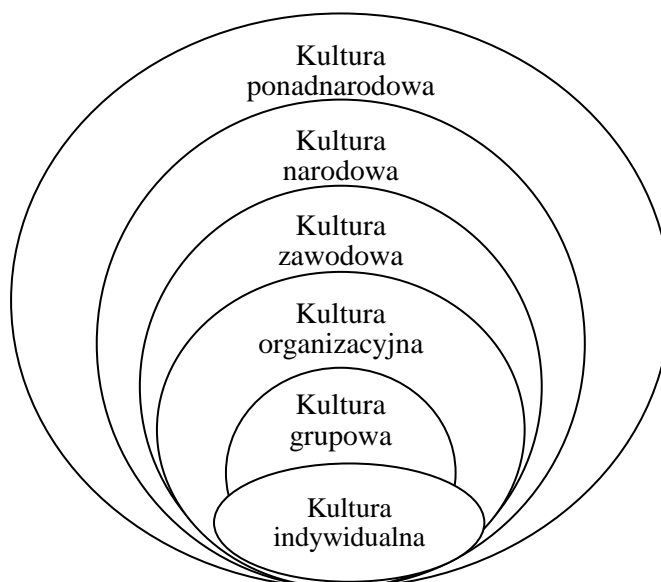 Kultura
ponadnarodowa
Kultura
narodowa
Kultura
zawodowa
Kultura
organizacyjna
Kultura
grupowa
Kultura
indywidualna